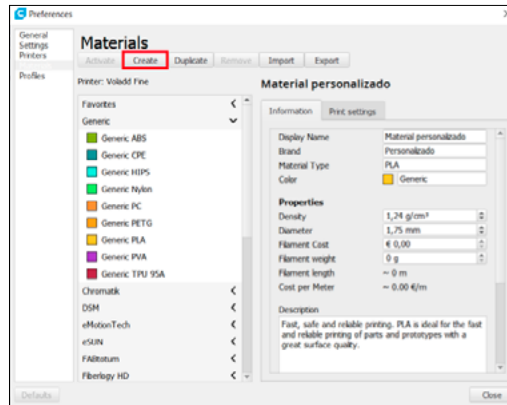 Preferences
General
Settings
Printers
Profiles
Materials
Activate Create Duplicate Remove Import Export
Printer: Voladd Fine
Favorites
Generic
Generic ABS
Generic CPE
Generic HIPS
Generic Nylon
Generic PC
Generic PETG
Generic PLA
Generic PVA
Generic TPU 95A
Chromatik
DSM
eMotionTech
eSUN
FABtotum
Fiberlogy HD
Material personalizado
Information Print settings
Display Name Material personalizado
Brand Personalizado
Material Type PLA
Color Generic
Properties
Density 1,24 g/cm³
Diameter 1,75 mm
Filament Cost € 0,00
Filament weight 0 g
Filament length ~ 0 m
Cost per Meter ~ 0.00 €/m
Description
Fast, safe and reliable printing. PLA is ideal for the fast
and reliable printing of parts and prototypes with a
great surface quality.
Defaults Close